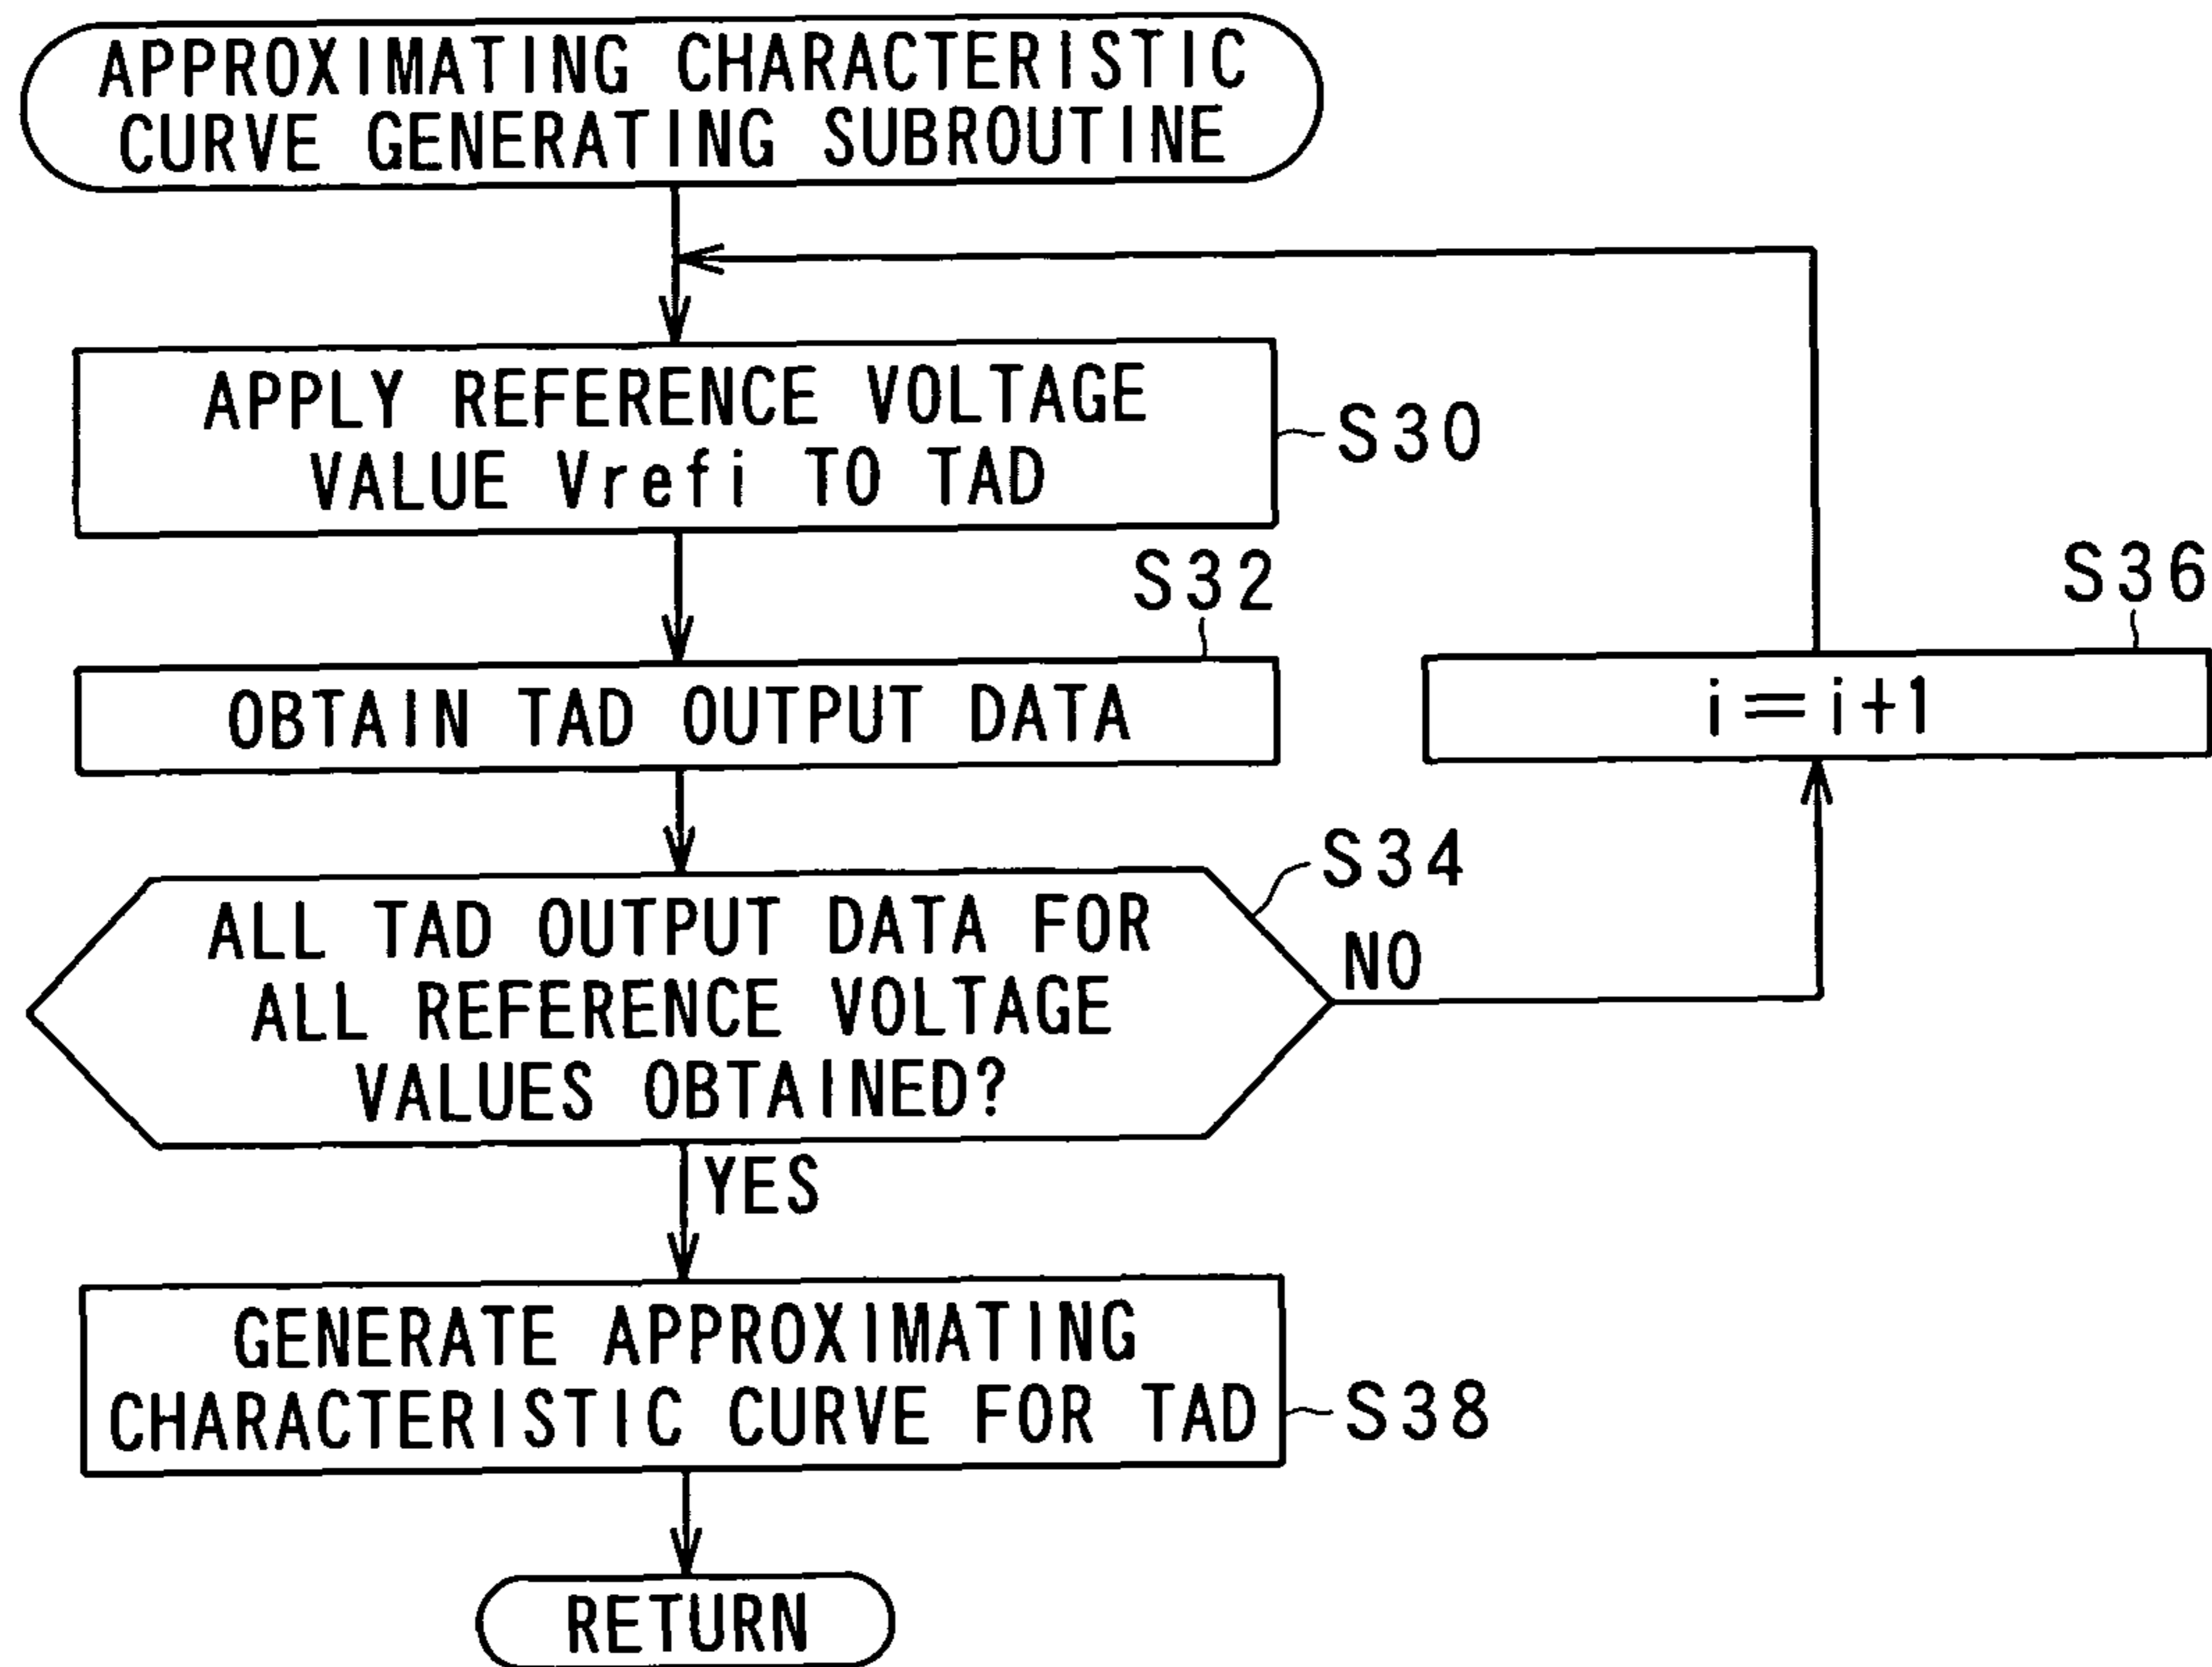 APPROXIMATING CHARACTERISTIC
CURVE GENERATING SUBROUTINE
APPLY REFERENCE VOLTAGE
VALUE Vrefi TO TAD
S30
S32
OBTAIN TAD OUTPUT DATA
S36
i=i+1
S34
ALL TAD OUTPUT DATA FOR
ALL REFERENCE VOLTAGE
VALUES OBTAINED?
NO
YES
GENERATE APPROXIMATING
CHARACTERISTIC CURVE FOR TAD
S38
RETURN